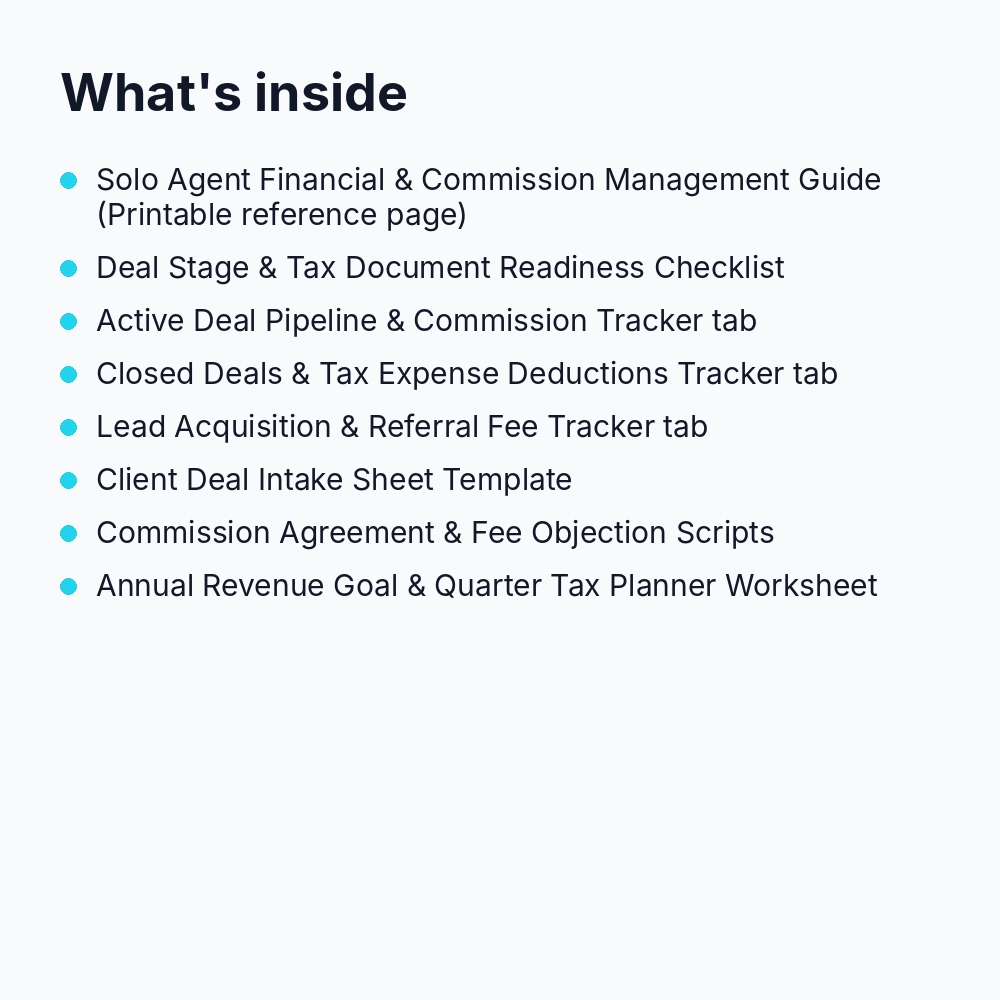 What's inside
Solo Agent Financial & Commission Management Guide
(Printable reference page)
Deal Stage & Tax Document Readiness Checklist
Active Deal Pipeline & Commission Tracker tab
Closed Deals & Tax Expense Deductions Tracker tab
Lead Acquisition & Referral Fee Tracker tab
Client Deal Intake Sheet Template
Commission Agreement & Fee Objection Scripts
Annual Revenue Goal & Quarter Tax Planner Worksheet